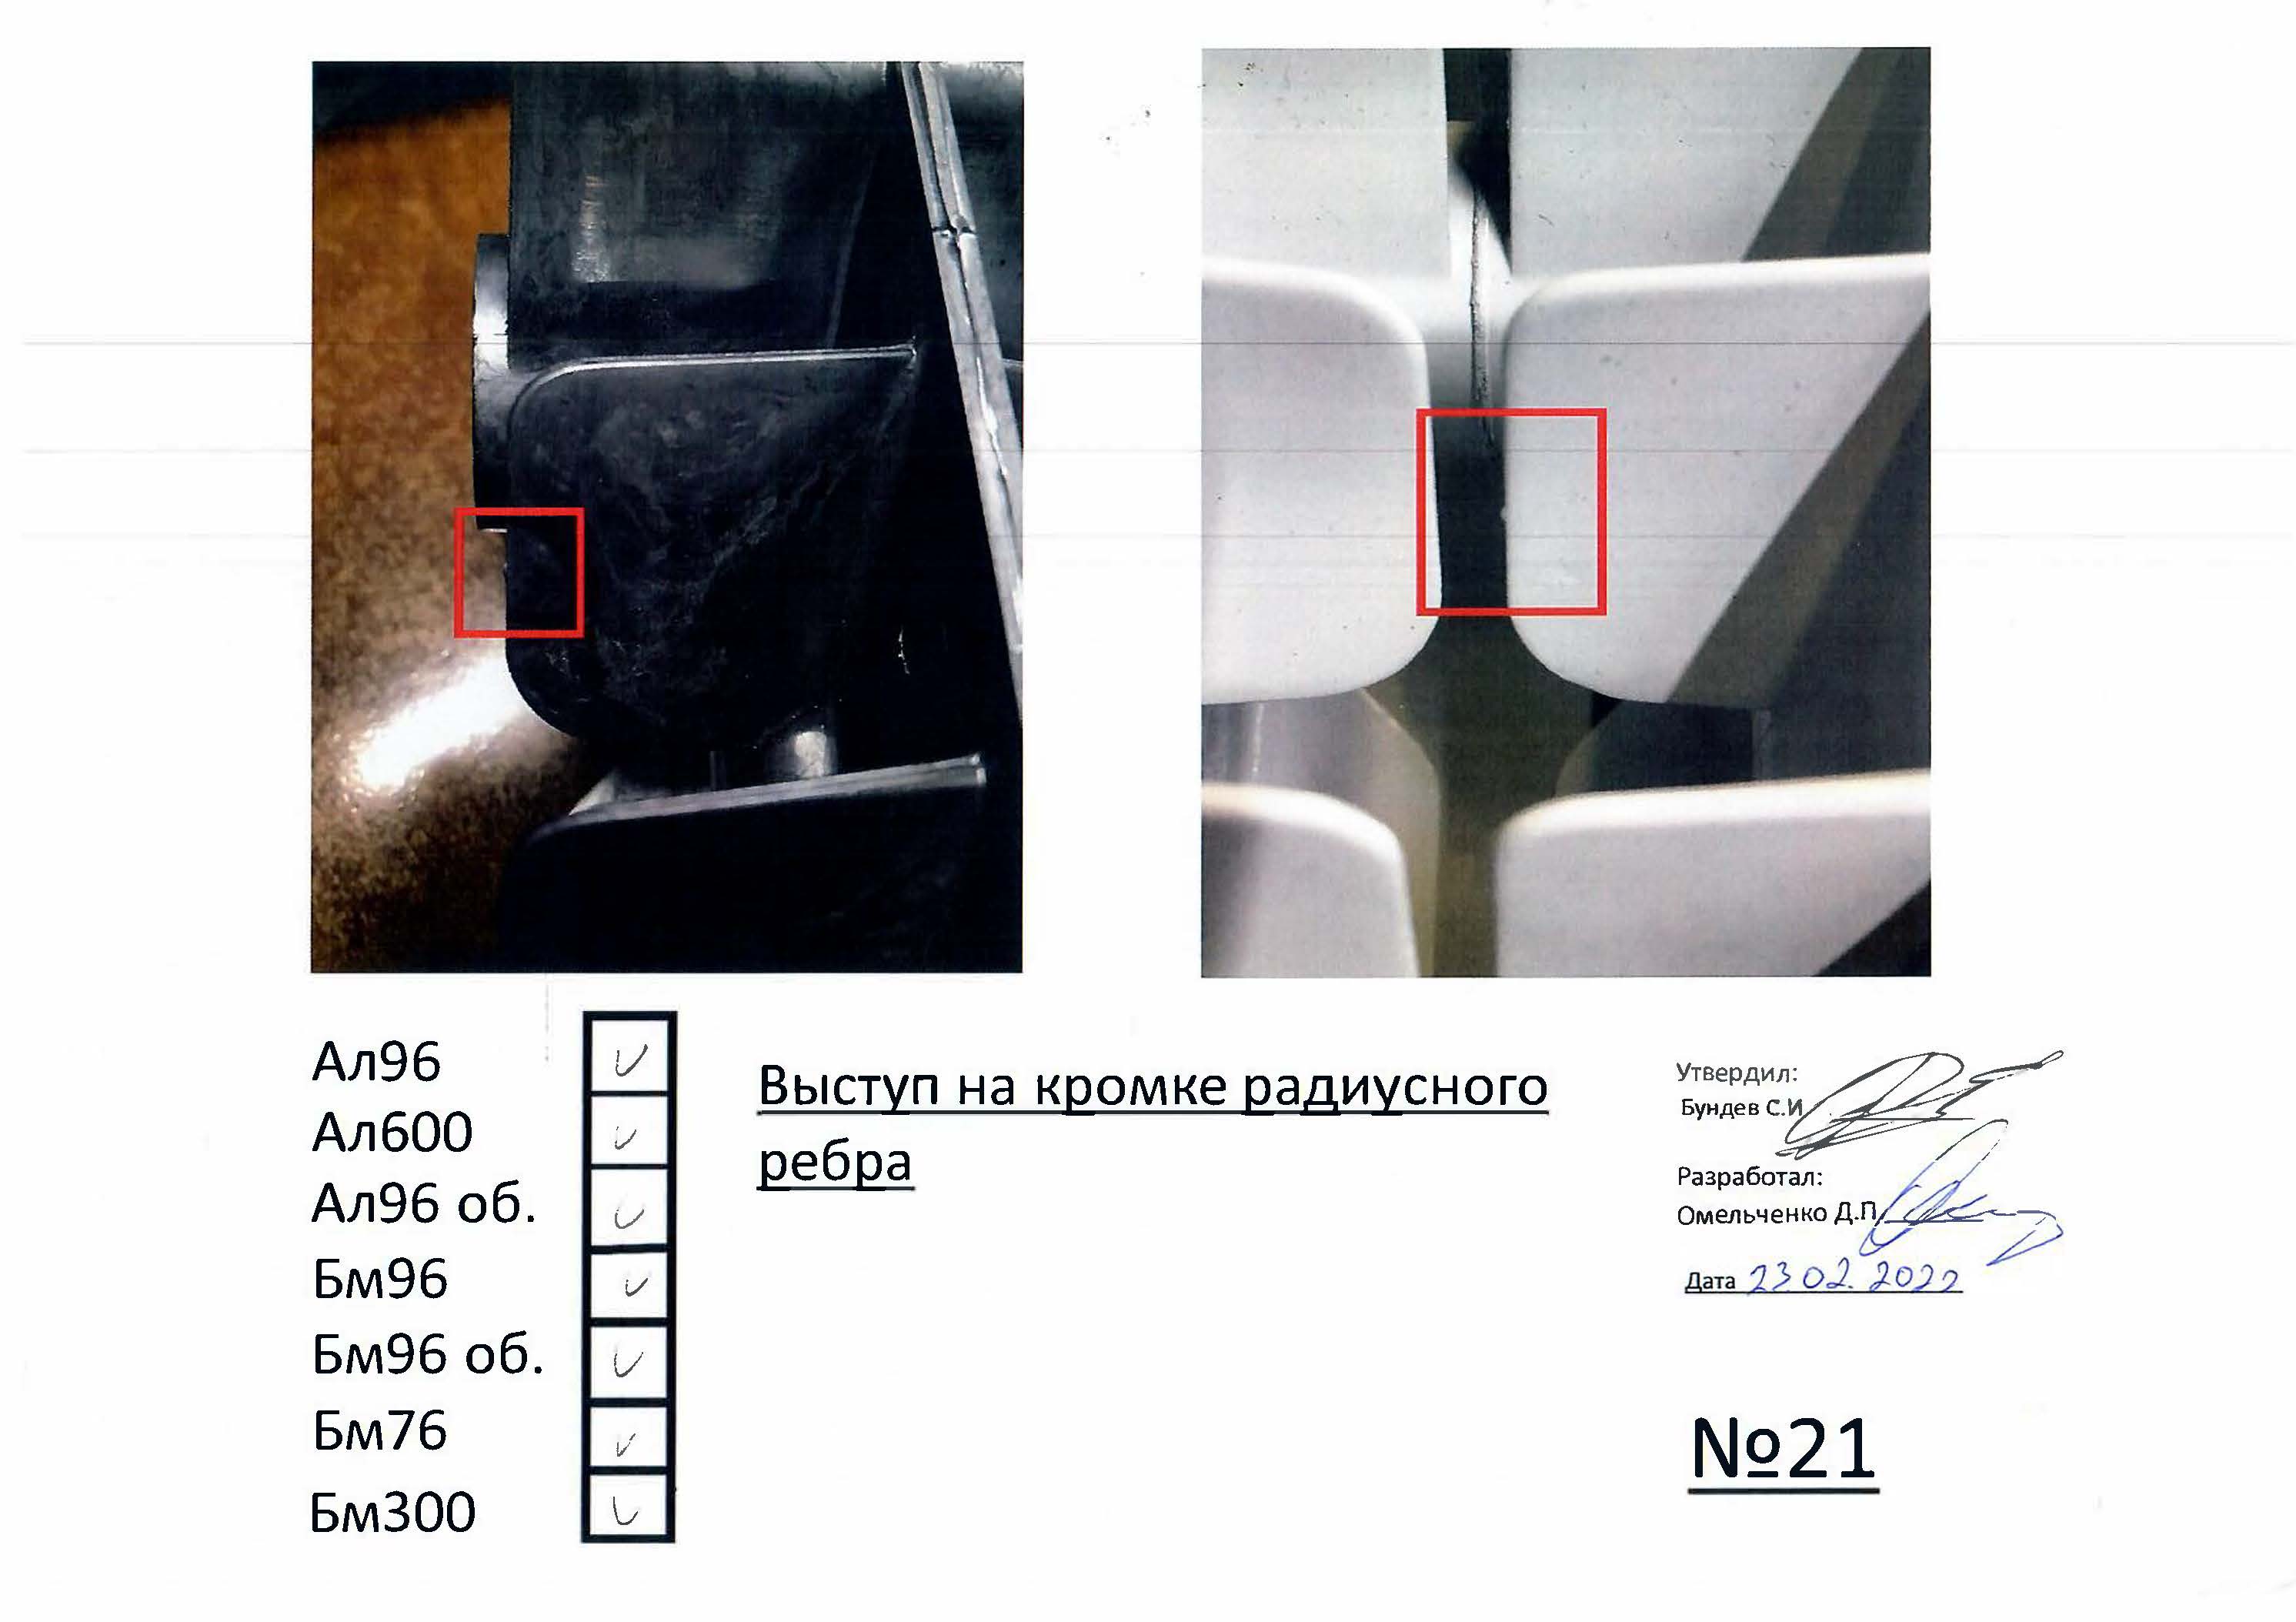 Ал96
Ал600
Ал96 об.
Бм96
Бм96 об.
Бм76
Бм300
Выступ на кромке радиусного
ребра
Утвердил:
Бундев С.И
Разработал:
Омельченко Д.П
Дата 23.02.2022
№21